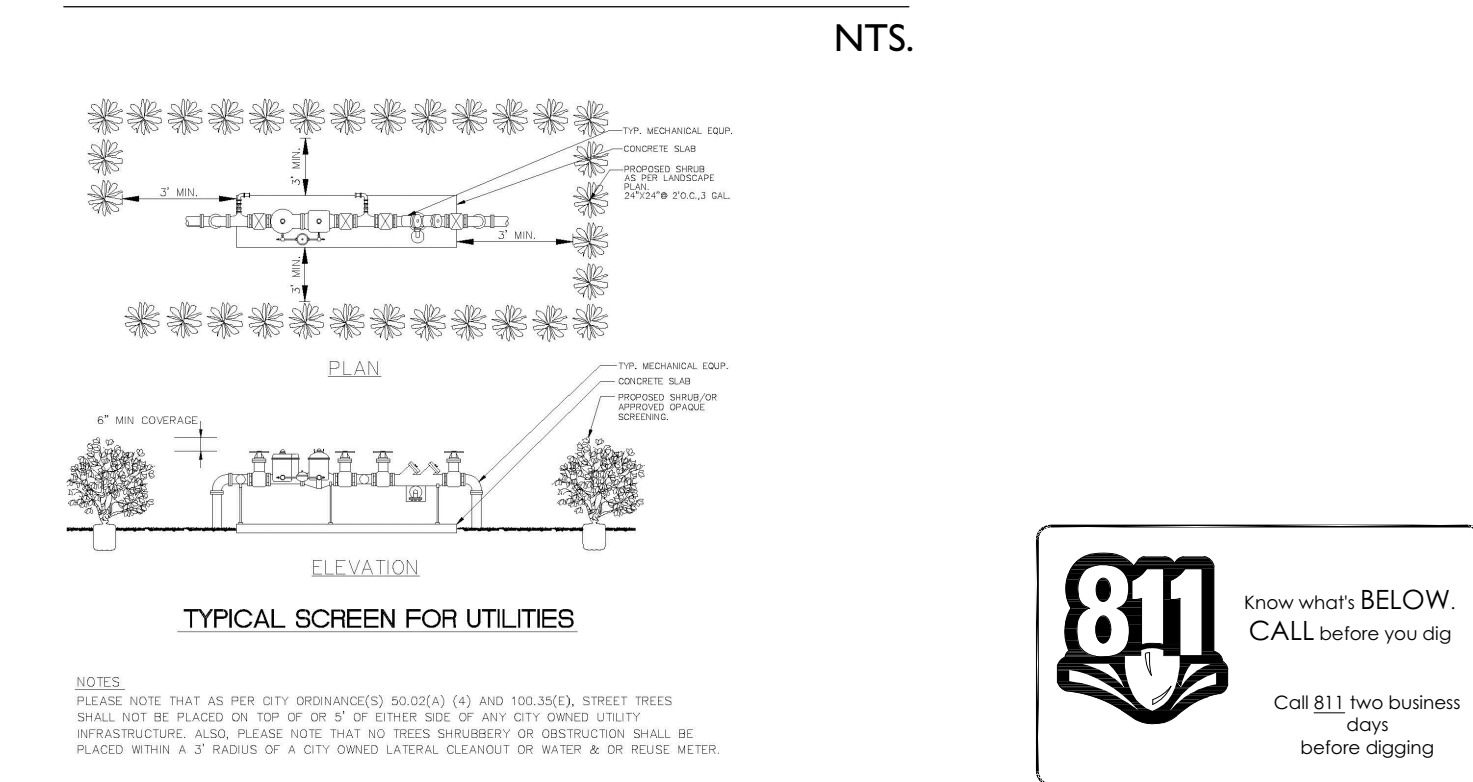 NTS.
TYP. MECHANICAL EQUP.
CONCRETE SLAB
PROPOSED SHRUB
AS PER LANDSCAPE
PLAN.
24"X24"@ 2'O.C.,3 GAL.
3' MIN.
3' MIN.
3' MIN.
3' MIN.
PLAN
TYP. MECHANICAL EQUP.
CONCRETE SLAB
PROPOSED SHRUB/OR
APPROVED OPAQUE
SCREENING.
6" MIN COVERAGE
ELEVATION
TYPICAL SCREEN FOR UTILITIES
NOTES
PLEASE NOTE THAT AS PER CITY ORDINANCE(S) 50.02(A) (4) AND 100.35(E), STREET TREES
SHALL NOT BE PLACED ON TOP OF OR 5' OF EITHER SIDE OF ANY CITY OWNED UTILITY
INFRASTRUCTURE. ALSO, PLEASE NOTE THAT NO TREES SHRUBBERY OR OBSTRUCTION SHALL BE
PLACED WITHIN A 3' RADIUS OF A CITY OWNED LATERAL CLEANOUT OR WATER & OR REUSE METER.
811
Know what's BELOW.
CALL before you dig
Call 811 two business
days
before digging